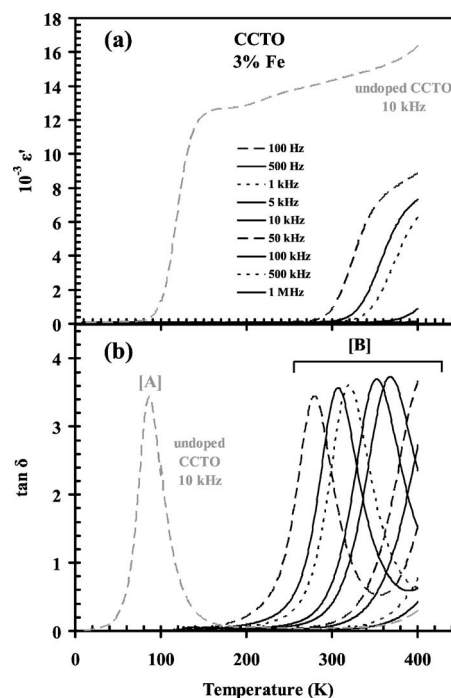 (a)
CCTO
3% Fe
undoped CCTO
10 kHz
100 Hz
500 Hz
1 kHz
5 kHz
10 kHz
50 kHz
100 kHz
500 kHz
1 MHz
10⁻³ ε'
18
16
14
12
10
8
6
4
2
0
(b)
[A]
[B]
undoped
CCTO
10 kHz
tan δ
4
3
2
1
0
0 100 200 300 400 500
Temperature (K)